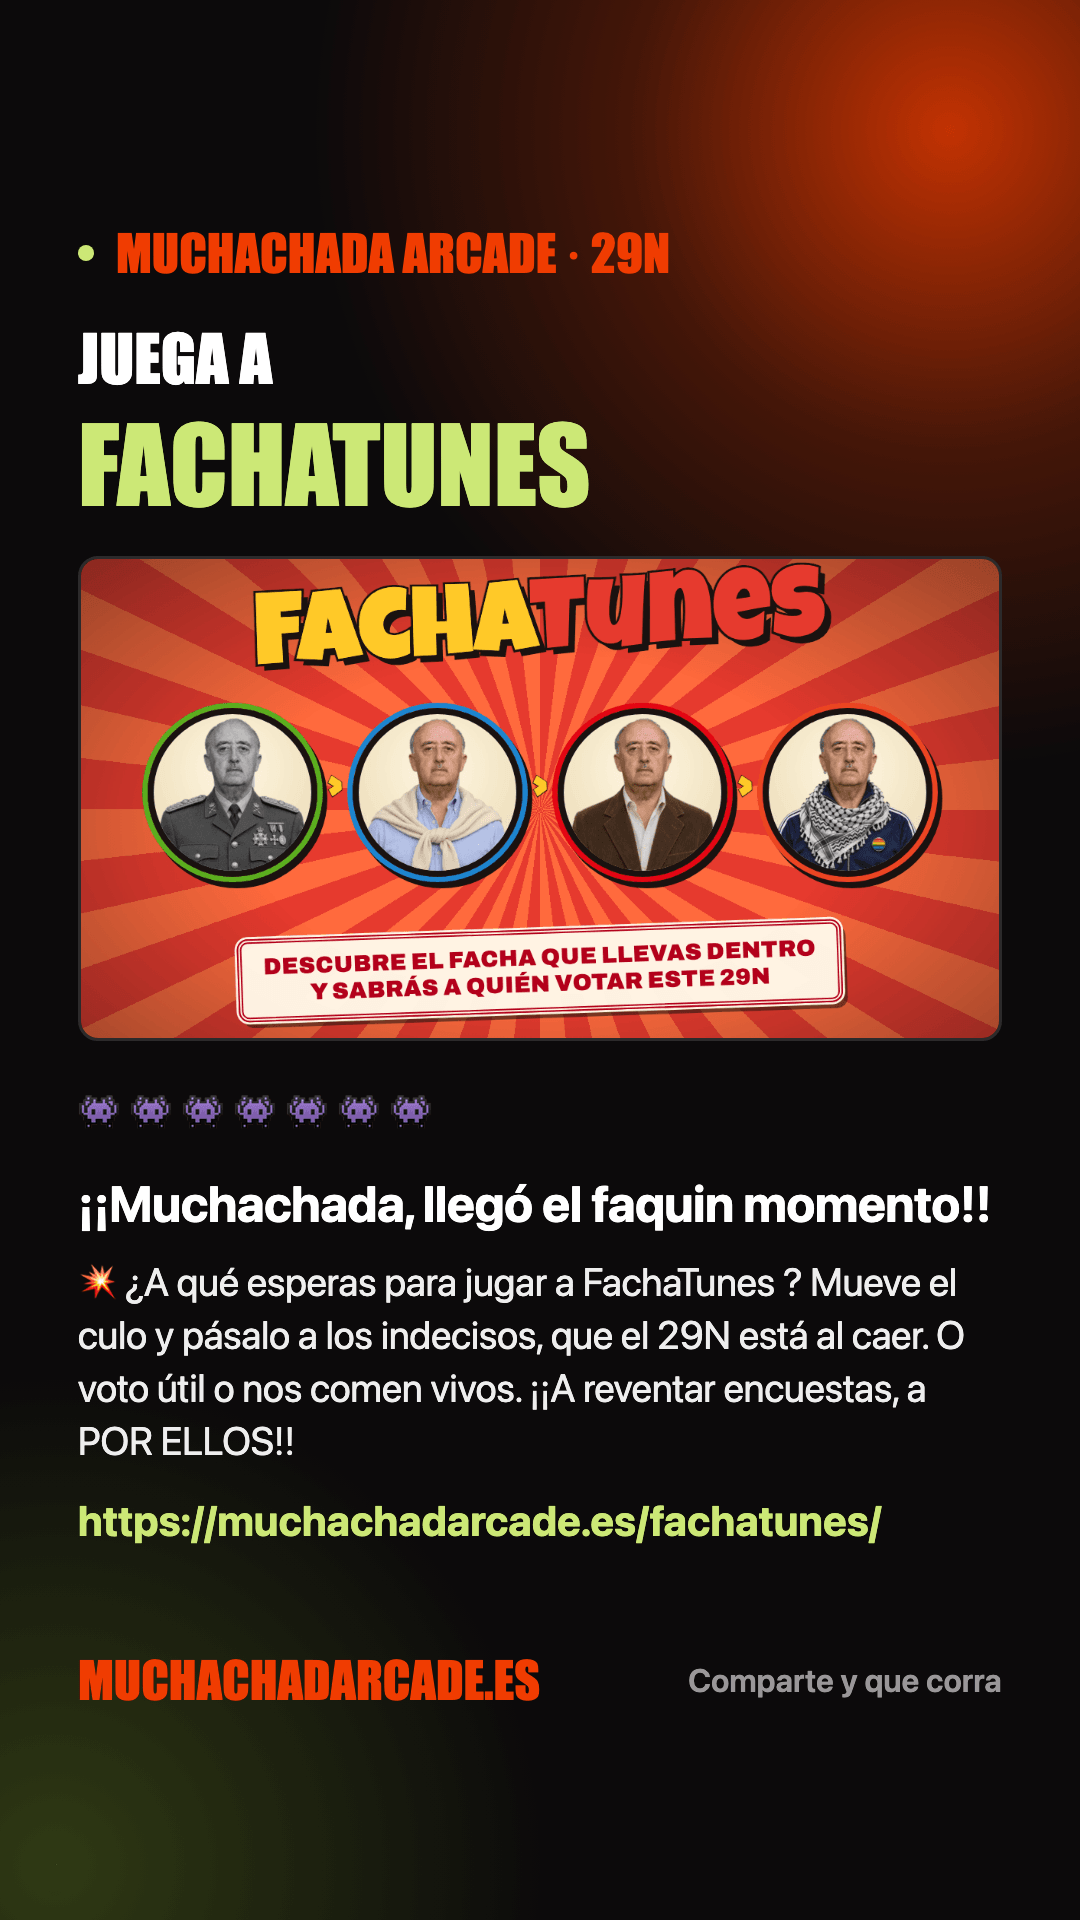 MUCHACHADA ARCADE · 29N
JUEGA A
FACHATUNES
FACHATunes
DESCUBRE EL FACHA QUE LLEVAS DENTRO
Y SABRÁS A QUIÉN VOTAR ESTE 29N
👾 👾 👾 👾 👾 👾 👾
¡¡Muchachada, llegó el faquin momento!!
💥 ¿A qué esperas para jugar a FachaTunes ? Mueve el
culo y pásalo a los indecisos, que el 29N está al caer. O
voto útil o nos comen vivos. ¡¡A reventar encuestas, a
POR ELLOS!!
https://muchachadarcade.es/fachatunes/
MUCHACHADARCADE.ES
Comparte y que corra